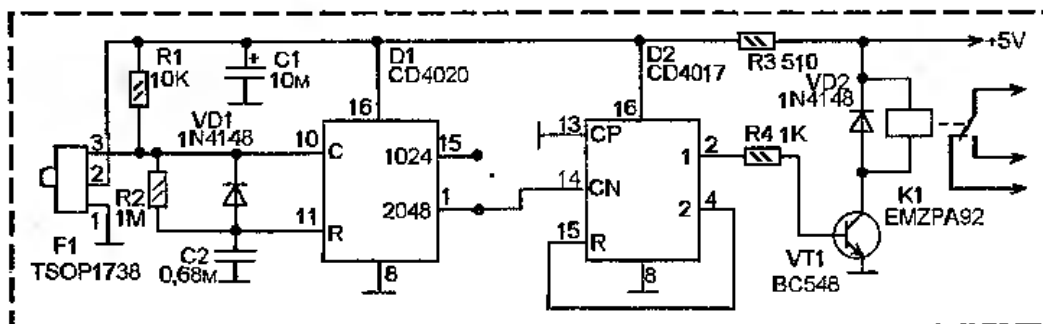 R1
10K
C1
10м
D1
CD4020
D2
CD4017
R3 510
+5V
VD2
1N4148
VD1
1N4148
16
16
3
2
1
R2
1M
10
C
11
R
1024
15
2048
1
8
13
CP
14
CN
15
R
1
2
2
4
8
R4 1K
K1
EMZPA92
VT1
BC548
C2
0,68м
F1
TSOP1738